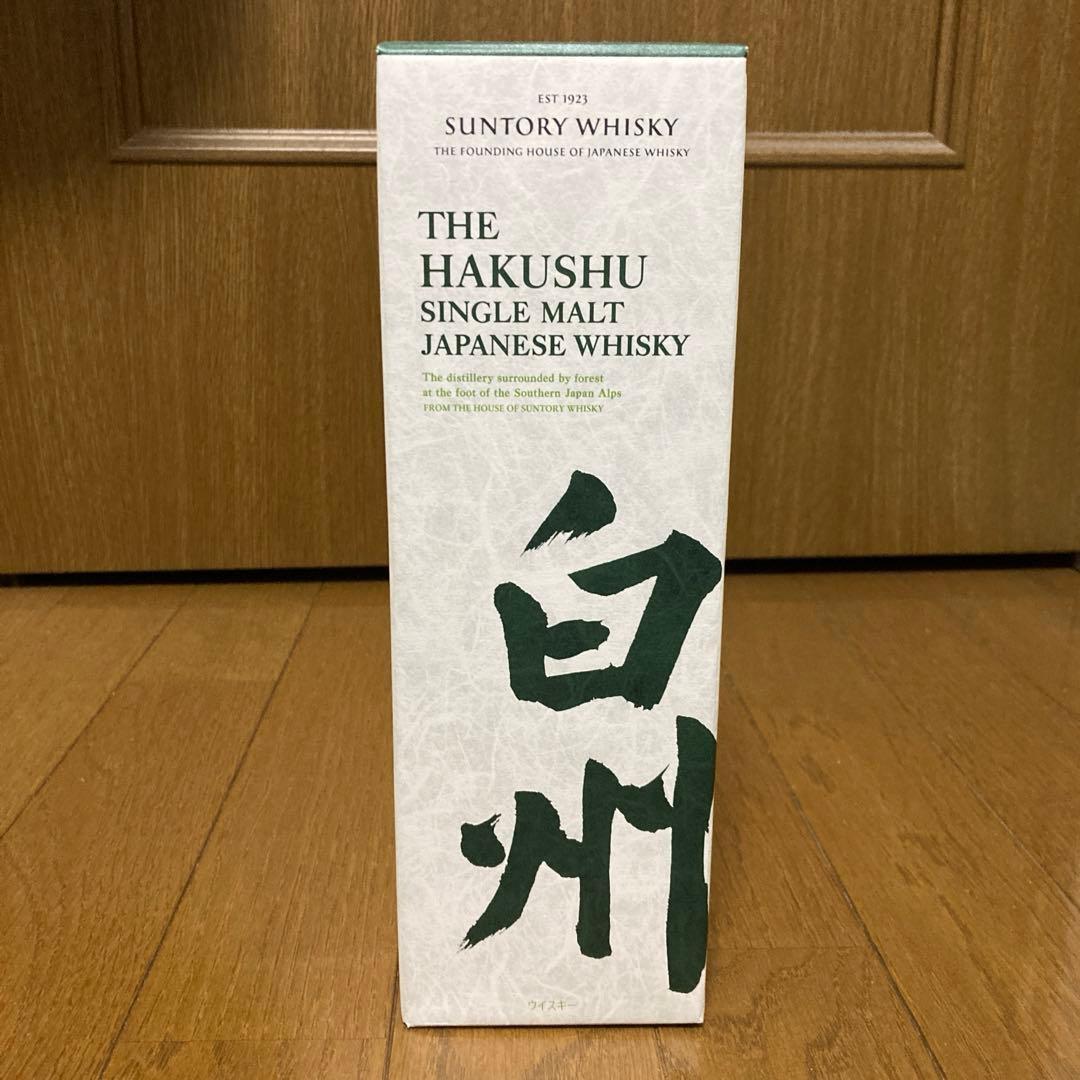 EST 1923
SUNTORY WHISKY
THE FOUNDING HOUSE OF JAPANESE WHISKY
THE
HAKUSHU
SINGLE MALT
JAPANESE WHISKY
The distillery surrounded by forest
at the foot of the Southern Japan Alps
FROM THE HOUSE OF SUNTORY WHISKY
白州
ウイスキー